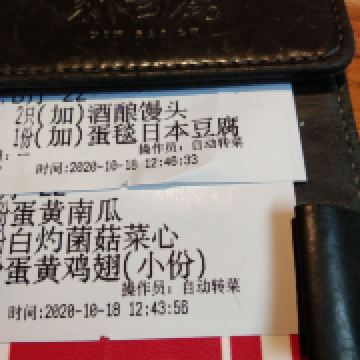 2只(加)酒酿馒头
1份(加)蛋毯日本豆腐
操作员: 自动转菜
时间:2020-10-18 12:46:33
蛋黄南瓜
白灼菌菇菜心
蛋黄鸡翅(小份)
操作员: 自动转菜
时间:2020-10-18 12:43:56